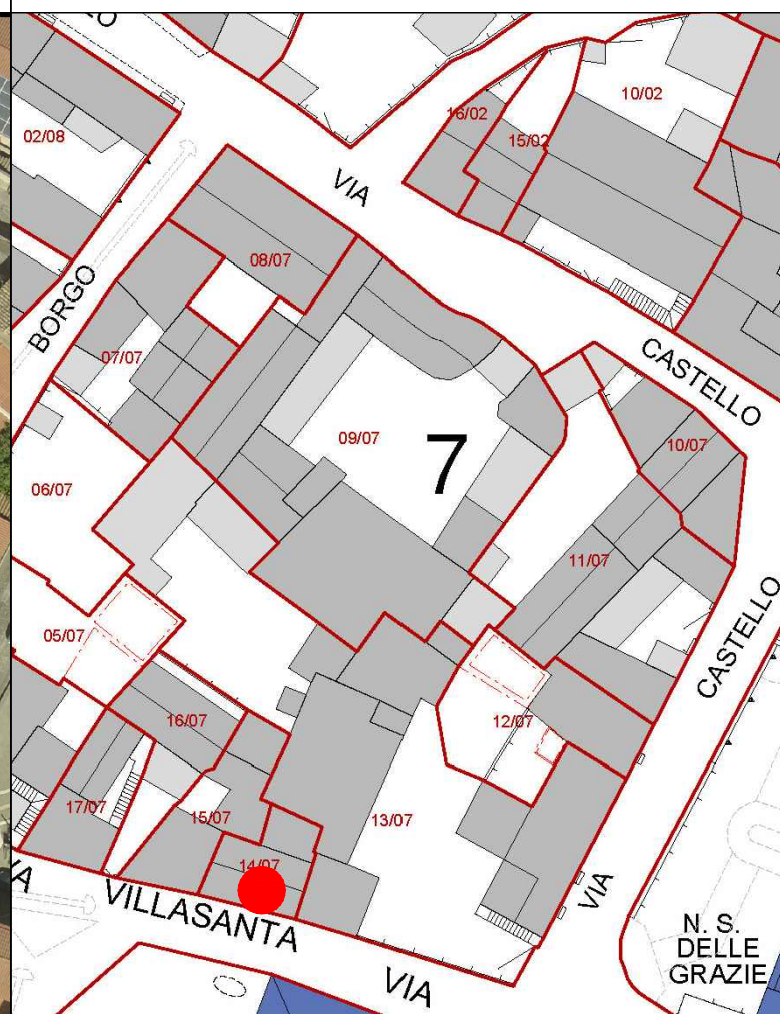 10/02
16/02
15/02
02/08
VIA
08/07
BORGO
07/07
CASTELLO
09/07
7
10/07
06/07
11/07
05/07
CASTELLO
16/07
12/07
17/07
15/07
13/07
14/07
VILLASANTA
VIA
VIA
N. S.
DELLE
GRAZIE